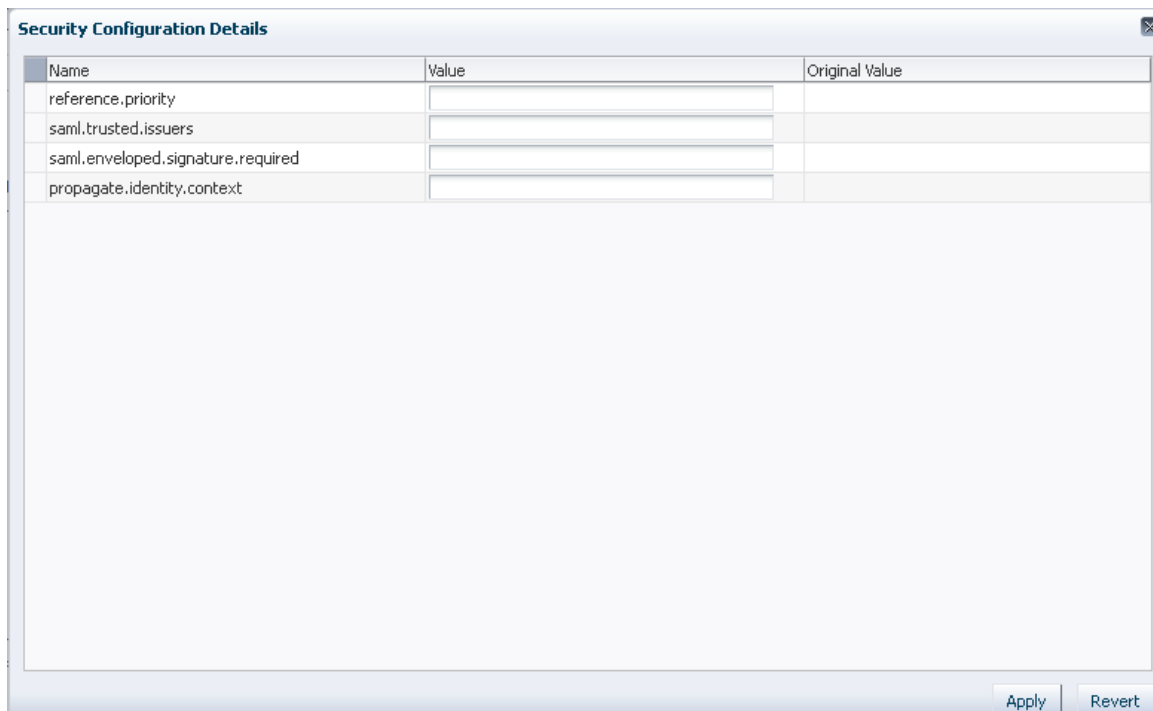 Security Configuration Details
Name Value Original Value
reference.priority
saml.trusted.issuers
saml.enveloped.signature.required
propagate.identity.context
Apply Revert